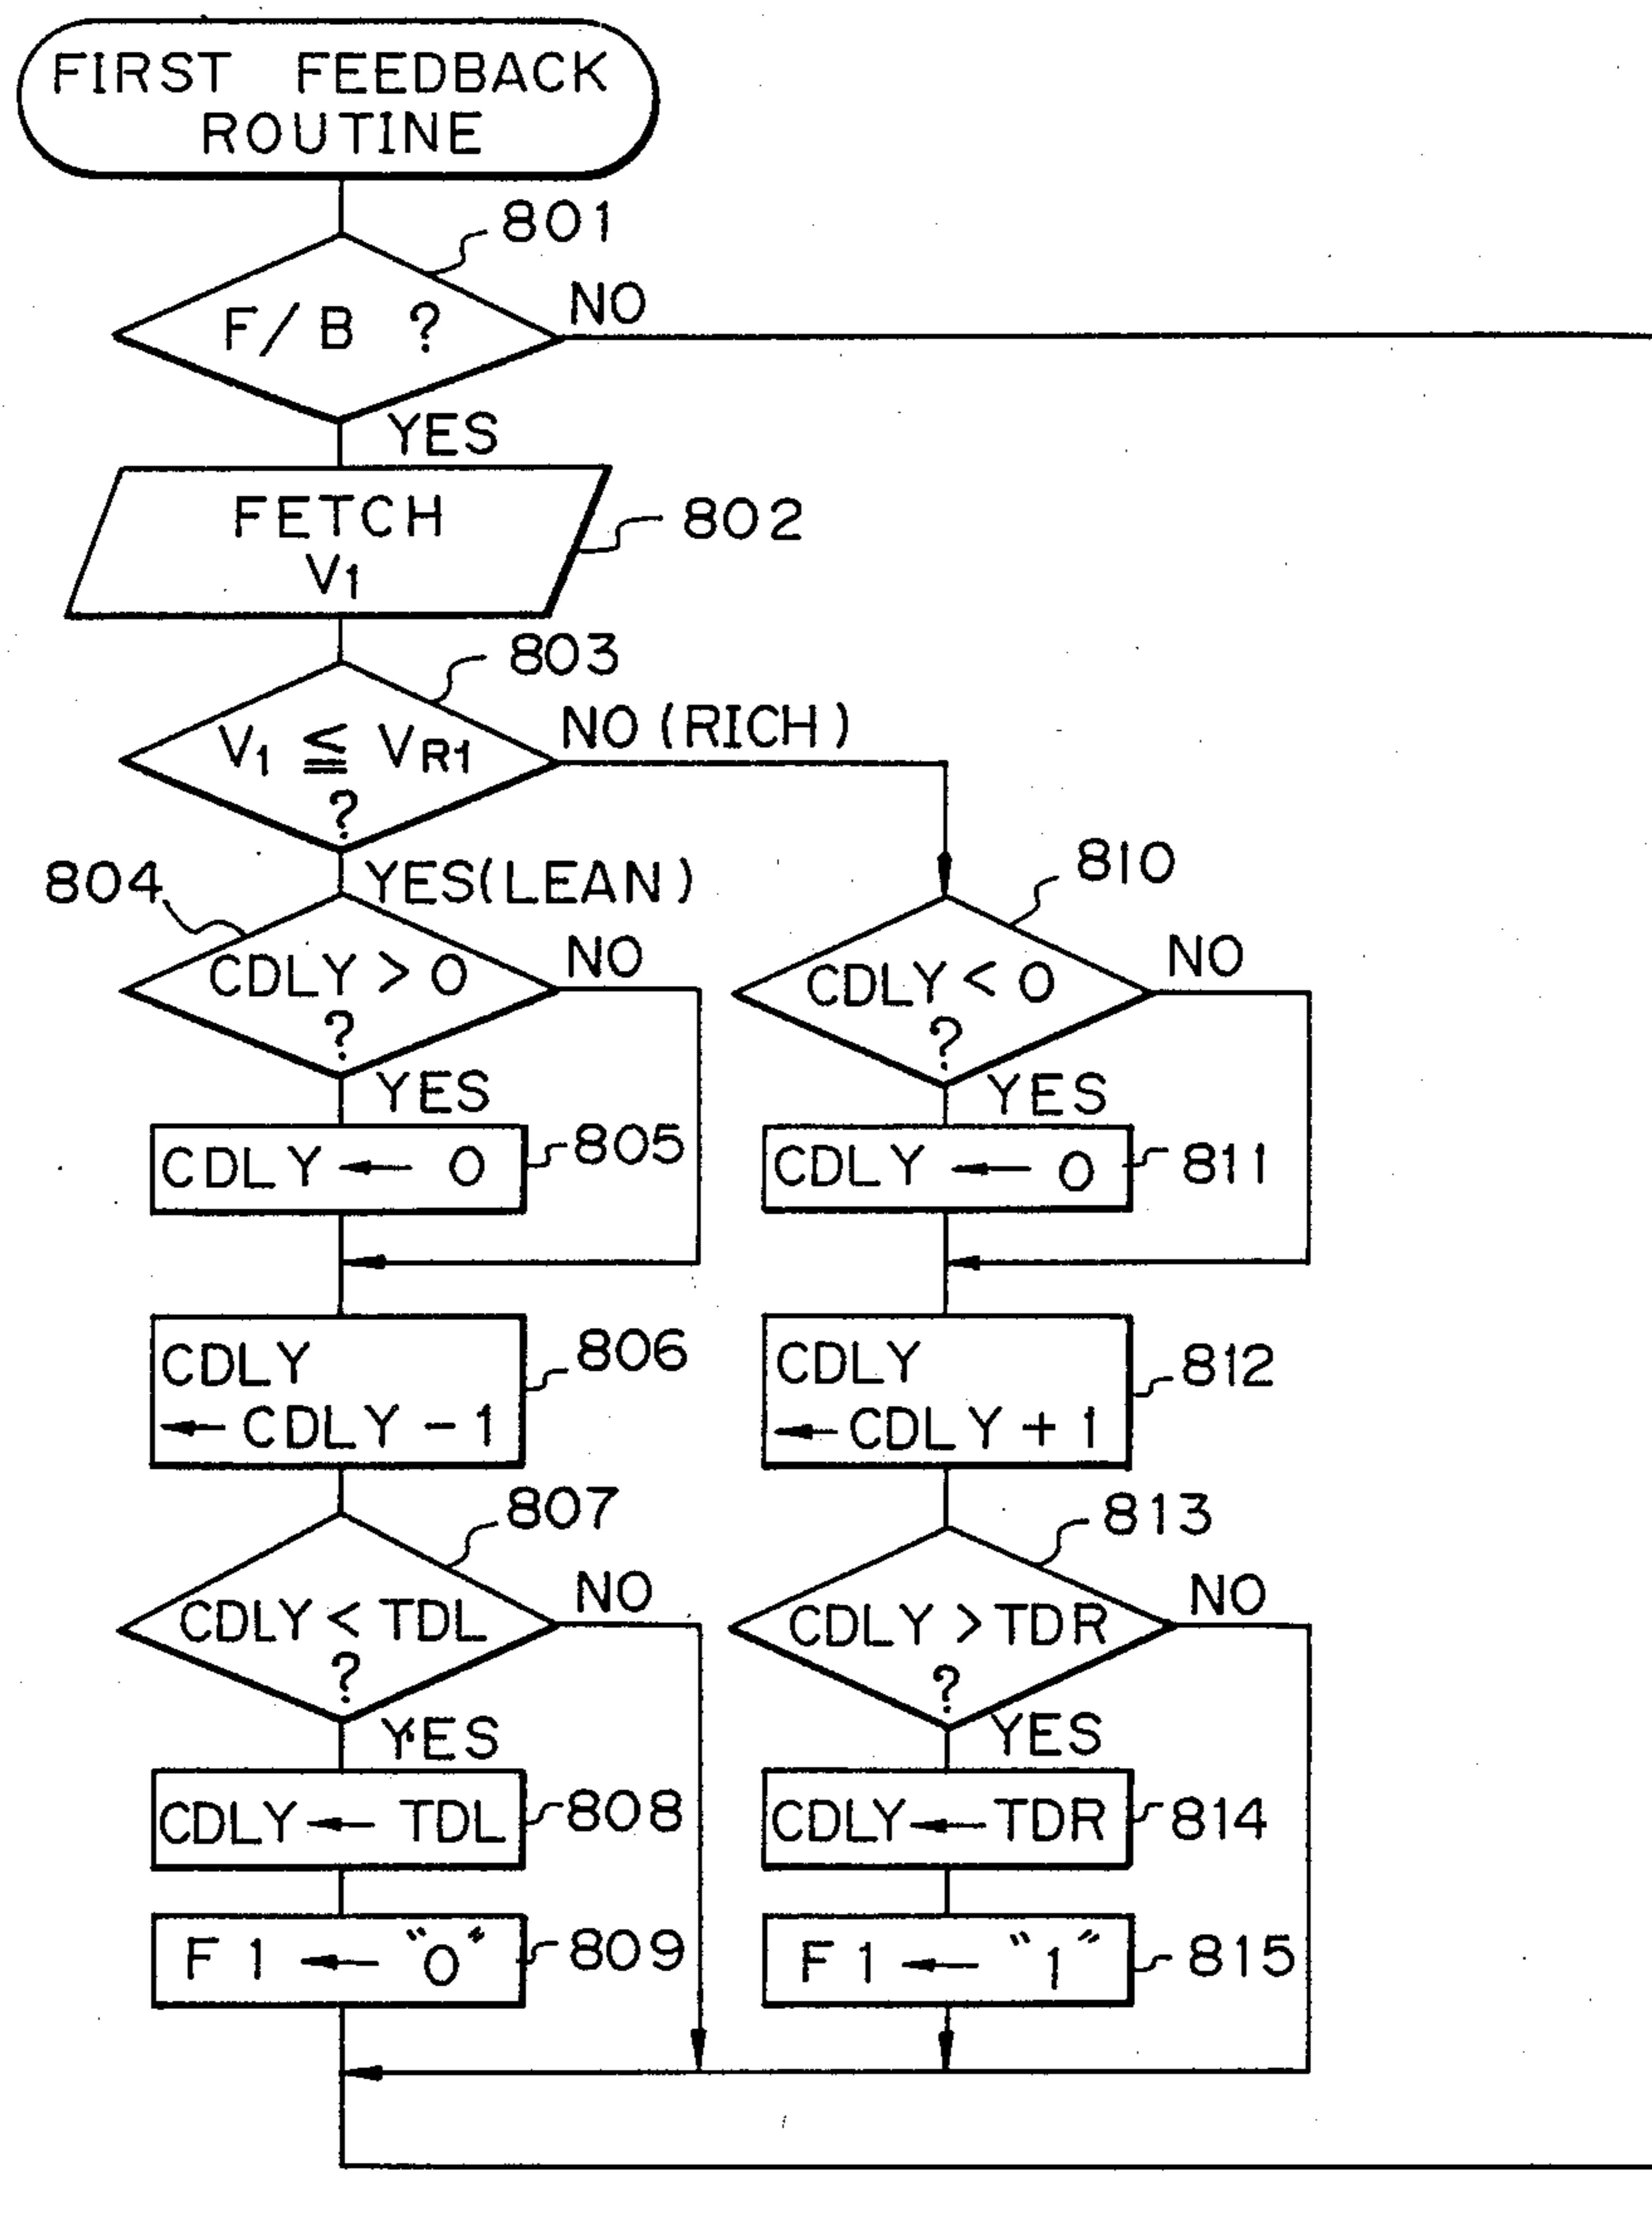 FIRST FEEDBACK
ROUTINE
801
F/B ?
NO
YES
FETCH
V1
802
803
V1 ≦ VR1
?
NO (RICH)
YES(LEAN)
804
CDLY > 0
?
NO
YES
CDLY ← 0
805
CDLY
← CDLY - 1
806
807
CDLY < TDL
?
NO
YES
CDLY ← TDL
808
F1 ← "0"
809
810
CDLY < 0
?
NO
YES
CDLY ← 0
811
CDLY
← CDLY + 1
812
813
CDLY > TDR
?
NO
YES
CDLY ← TDR
814
F1 ← "1"
815